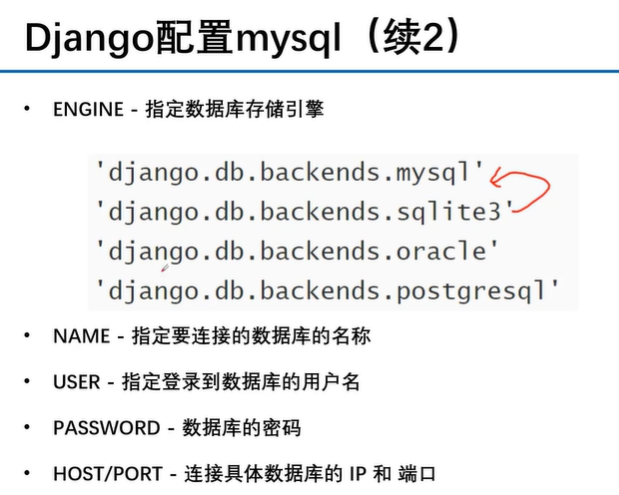 Django配置mysql（续2）
• ENGINE - 指定数据库存储引擎
'django.db.backends.mysql'
'django.db.backends.sqlite3'
'django.db.backends.oracle'
'django.db.backends.postgresql'
• NAME - 指定要连接的数据库的名称
• USER - 指定登录到数据库的用户名
• PASSWORD - 数据库的密码
• HOST/PORT - 连接具体数据库的 IP 和 端口